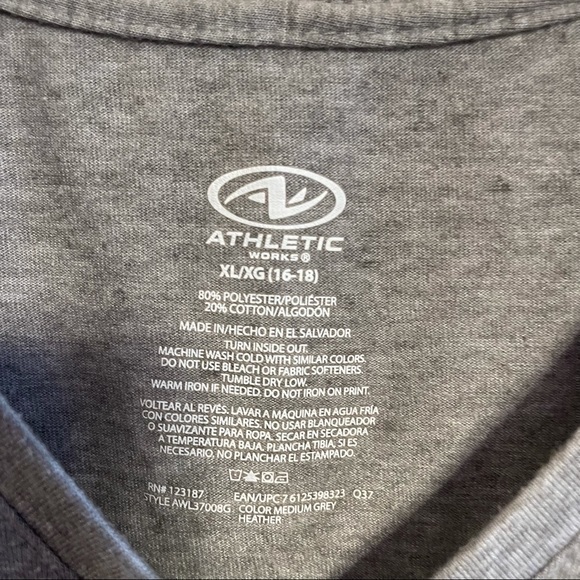 ATHLETIC
WORKS®
XL/XG (16-18)
80% POLYESTER/POLIÉSTER
20% COTTON/ALGODÓN
MADE IN/HECHO EN EL SALVADOR
TURN INSIDE OUT.
MACHINE WASH COLD WITH SIMILAR COLORS.
DO NOT USE BLEACH OR FABRIC SOFTENERS.
TUMBLE DRY LOW.
WARM IRON IF NEEDED. DO NOT IRON ON PRINT.
VOLTEAR AL REVÉS. LAVAR A MÁQUINA EN AGUA FRÍA
CON COLORES SIMILARES. NO USAR BLANQUEADOR
O SUAVIZANTE PARA ROPA. SECAR EN SECADORA
A TEMPERATURA BAJA. PLANCHA TIBIA, SI ES
NECESARIO. NO PLANCHAR EL ESTAMPADO.
RN# 123187 EAN/UPC 7 6125398323 Q37
STYLE AWL37008G COLOR MEDIUM GREY
HEATHER